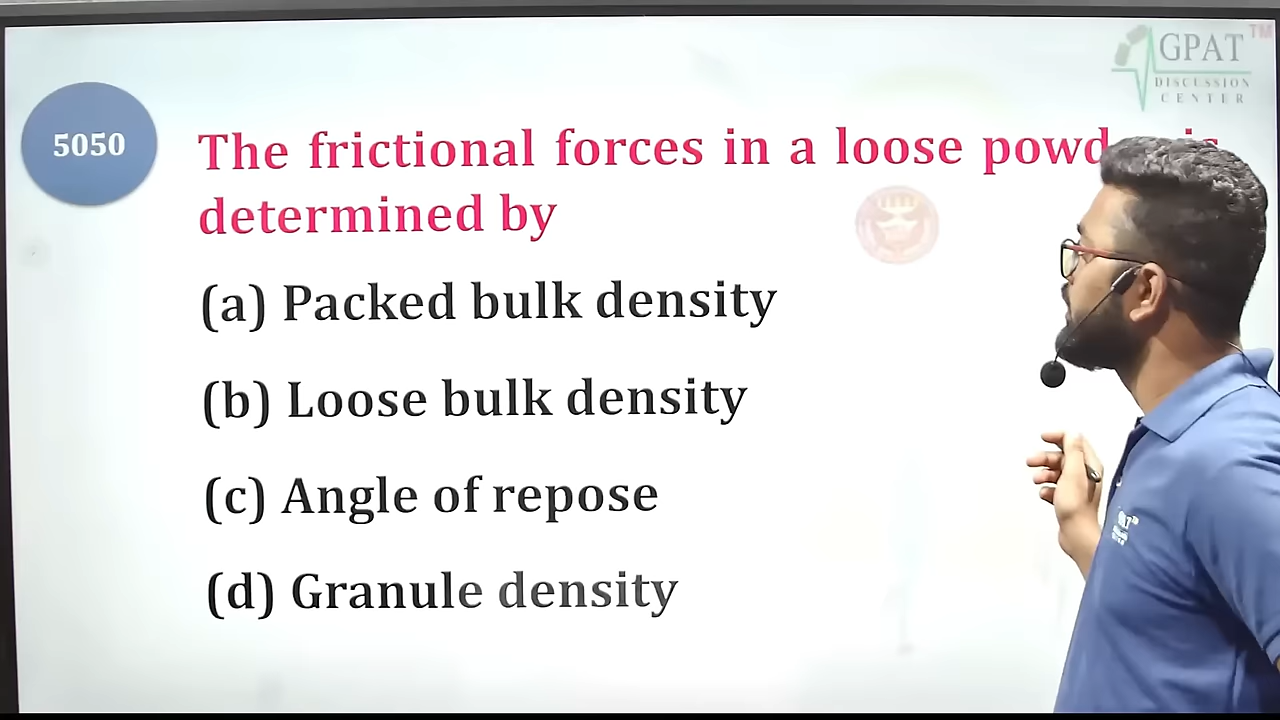 GPAT TM
DISCUSSION
CENTER
5050
The frictional forces in a loose
determined by
(a) Packed bulk density
(b) Loose bulk density
(c) Angle of repose
(d) Granule density